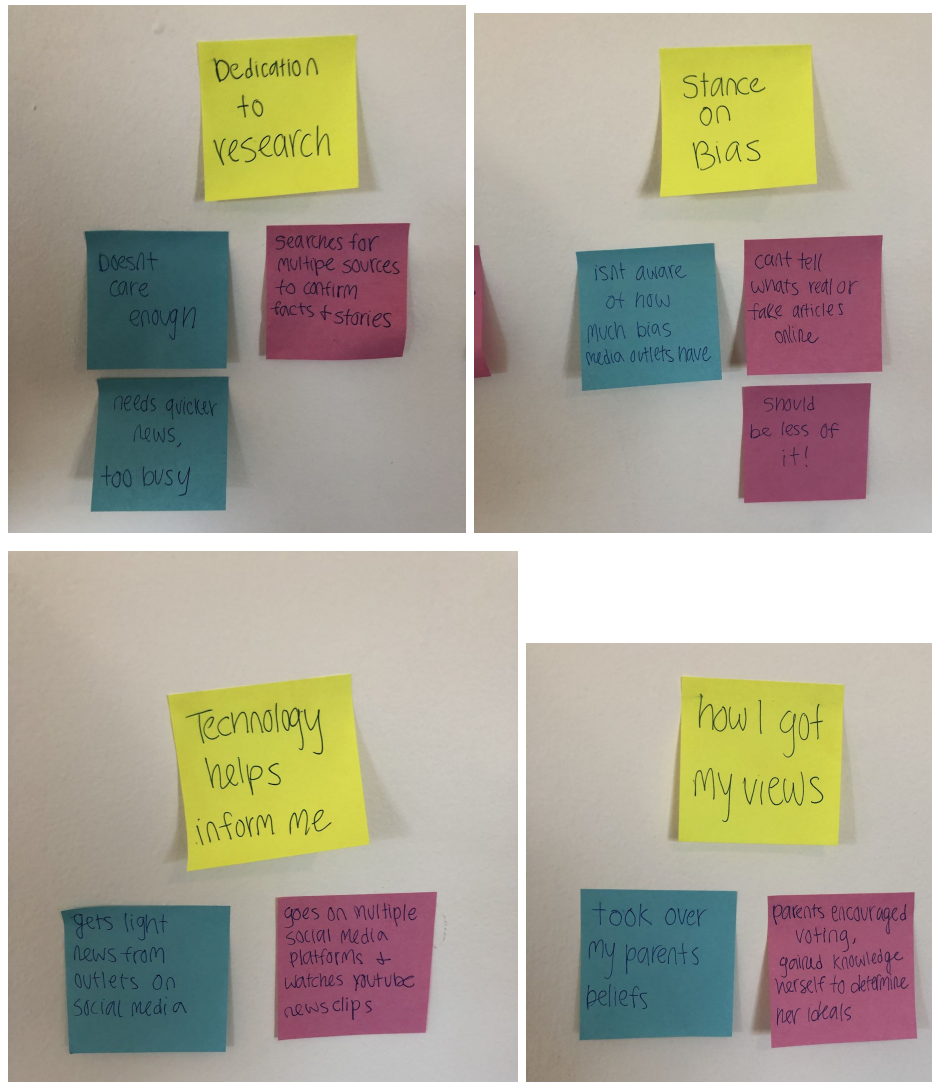 Dedication
to
research
Doesn't
care
enough
needs quicker
news,
too busy
searches for
multipe sources
to confirm
facts & stories
Stance
on
Bias
isnt aware
of how
much bias
media outlets have
cant tell
whats real or
fake articles
online
should
be less of
it!
Technology
helps
inform me
gets light
news from
outlets on
social media
goes on multiple
social media
platforms &
watches youtube
news clips
how I got
my views
took over
my parents
beliefs
parents encouraged
voting,
gained knowledge
herself to determine
her ideals